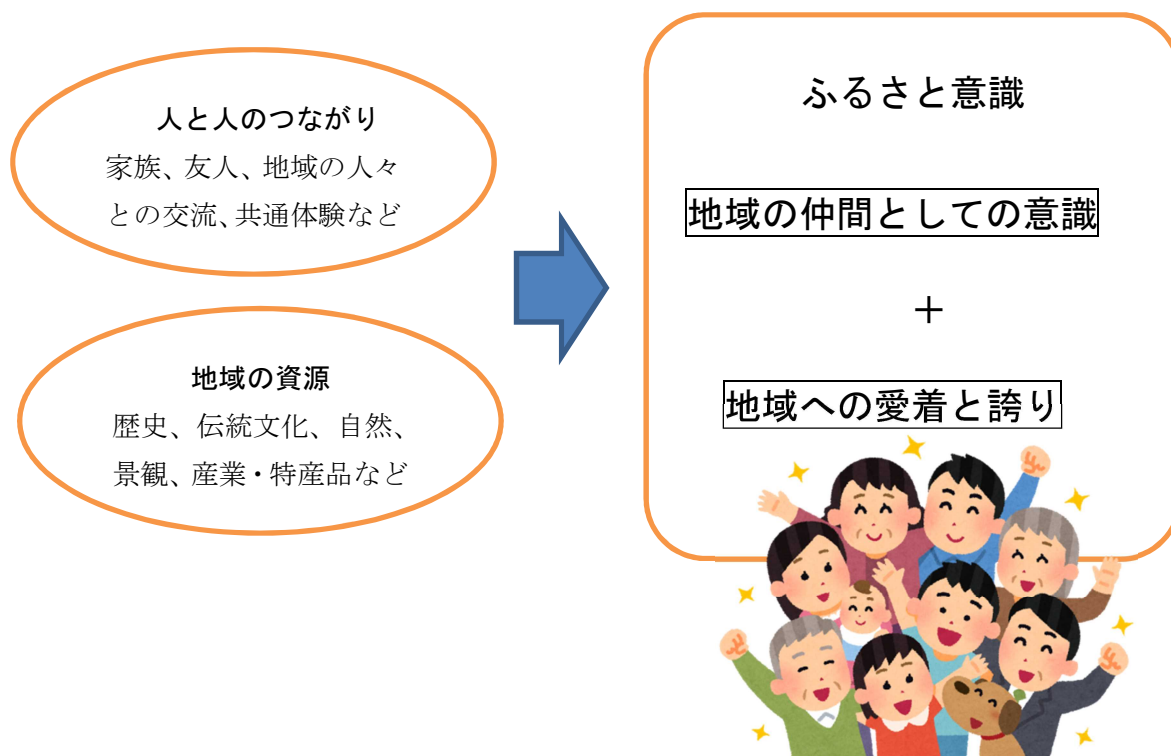 人と人のつながり
家族、友人、地域の人々
との交流、共通体験など
地域の資源
歴史、伝統文化、自然、
景観、産業・特産品など
ふるさと意識
地域の仲間としての意識
＋
地域への愛着と誇り